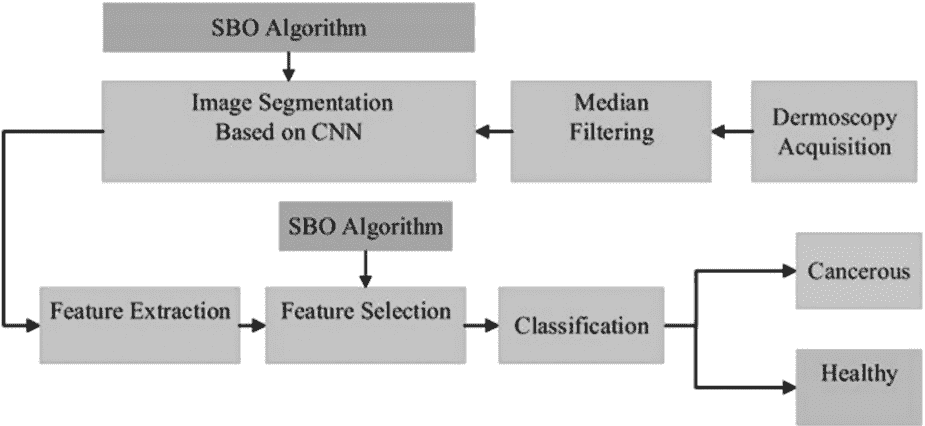 SBO Algorithm
Image Segmentation
Based on CNN
Median
Filtering
Dermoscopy
Acquisition
SBO Algorithm
Feature Extraction
Feature Selection
Classification
Cancerous
Healthy